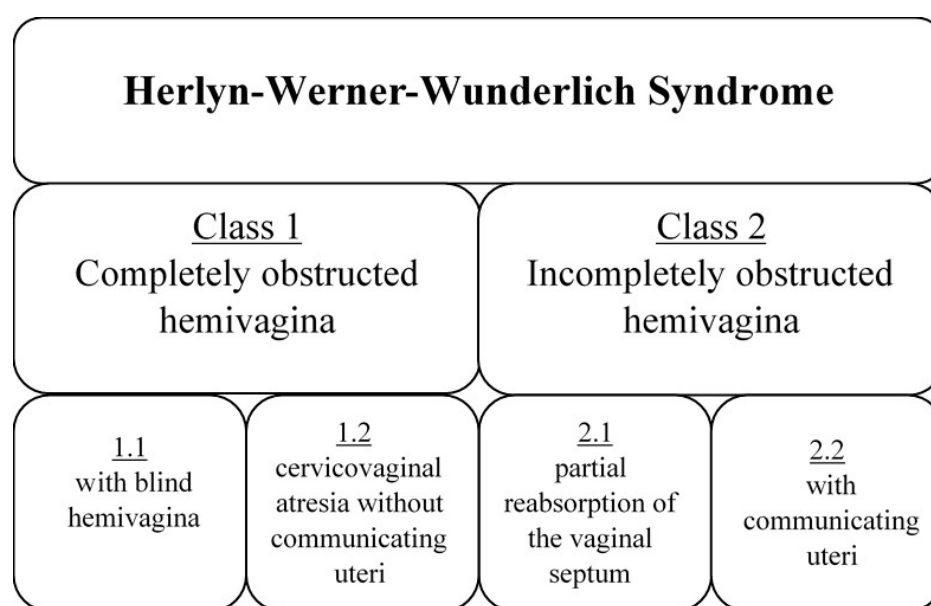 Herlyn-Werner-Wunderlich Syndrome
Class 1
Completely obstructed
hemivagina
Class 2
Incompletely obstructed
hemivagina
1.1
with blind
hemivagina
1.2
cervicovaginal
atresia without
communicating
uteri
2.1
partial
reabsorption of
the vaginal
septum
2.2
with
communicating
uteri